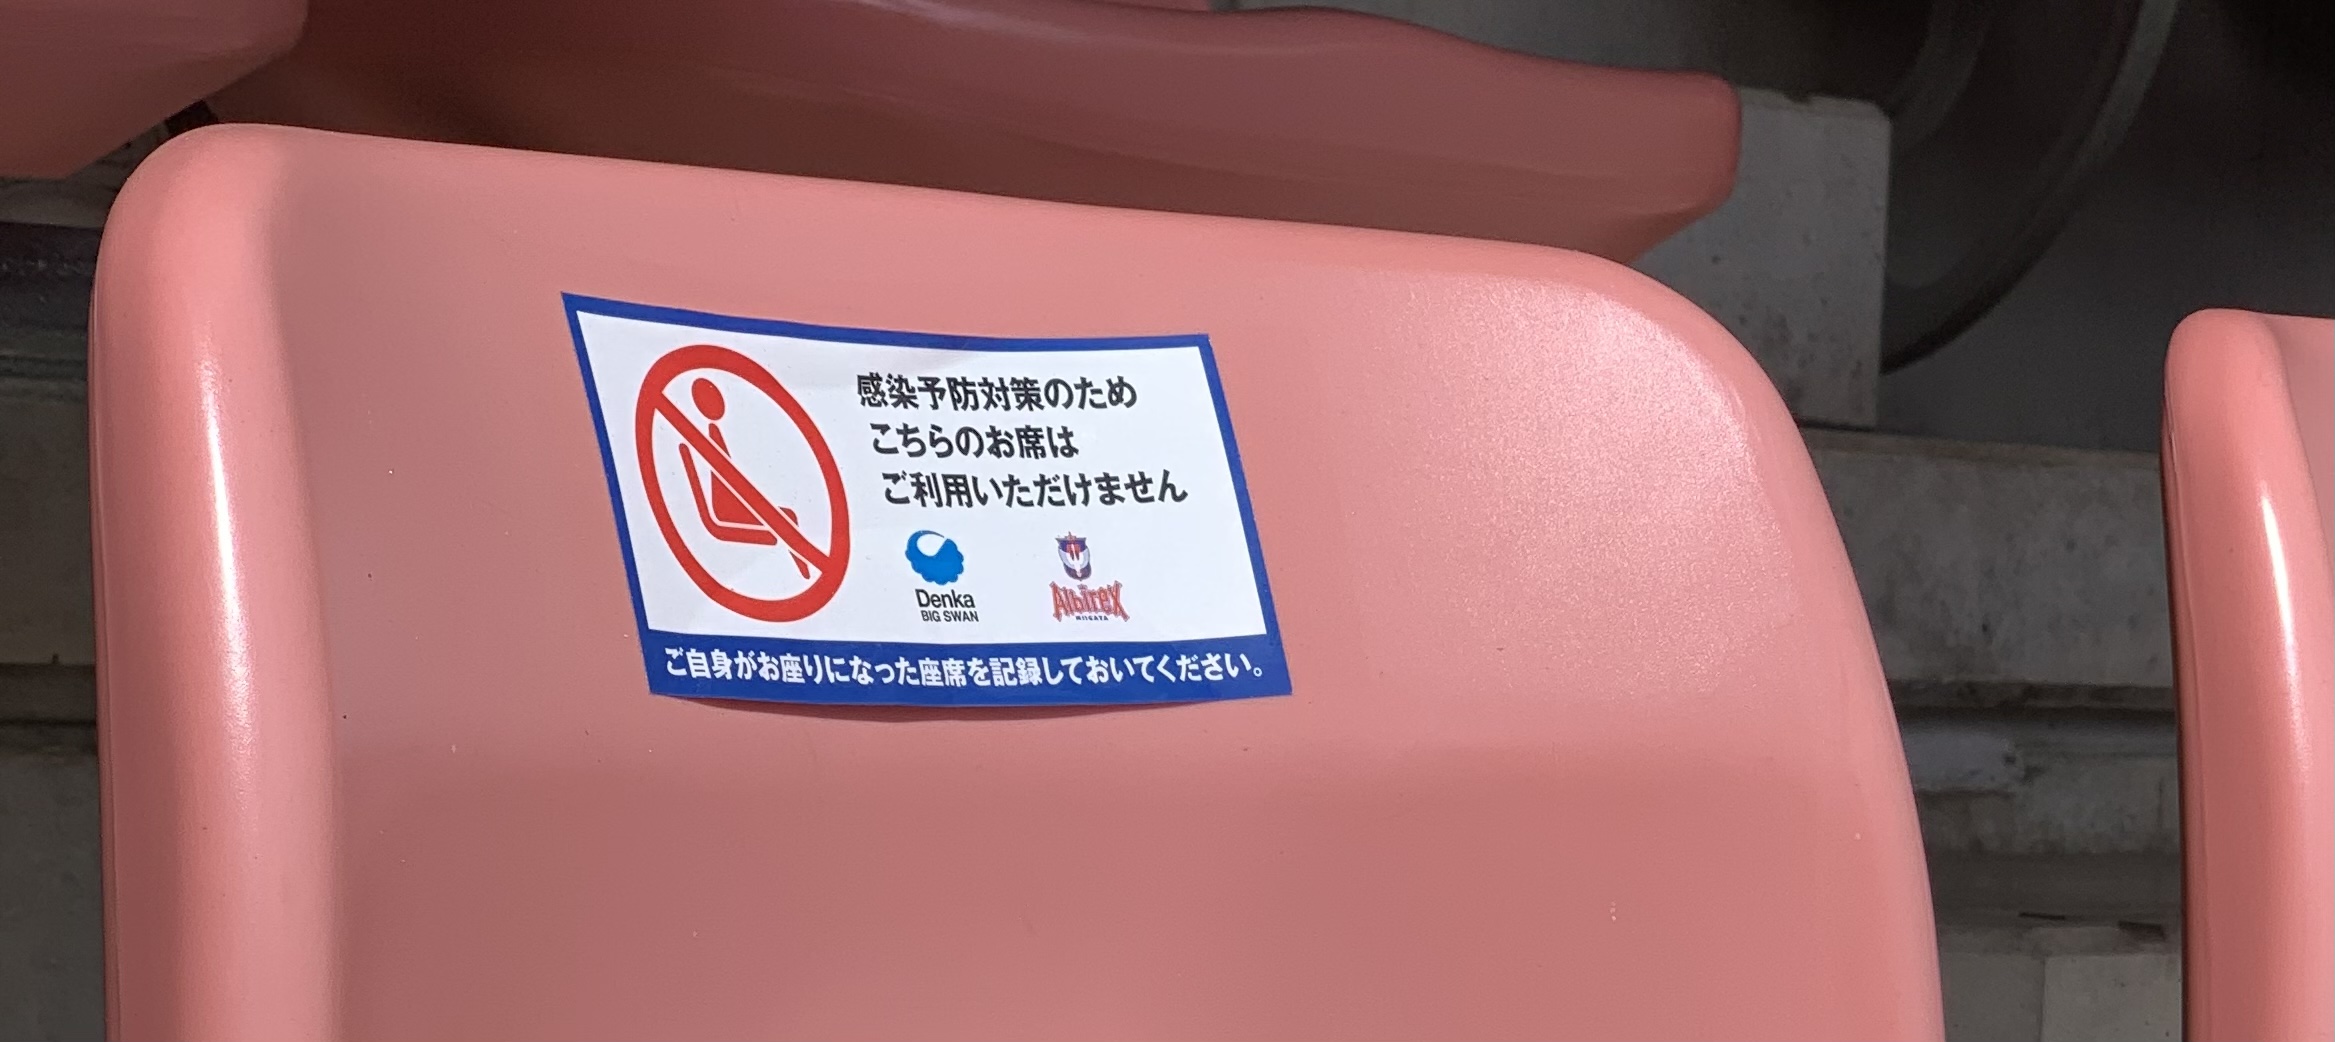 感染予防対策のため
こちらのお席は
ご利用いただけません
Denka
BIG SWAN
Albirex
NIIGATA
ご自身がお座りになった座席を記録しておいてください。